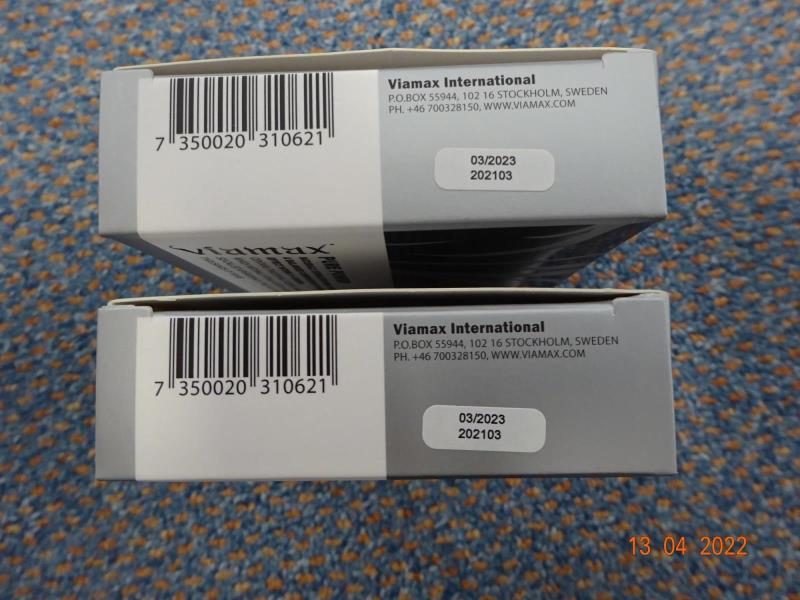 7 350020 310621
Viamax International
P.O.BOX 55944, 102 16 STOCKHOLM, SWEDEN
PH. +46 700328150, WWW.VIAMAX.COM
03/2023
202103
Viamax
7 350020 310621
Viamax International
P.O.BOX 55944, 102 16 STOCKHOLM, SWEDEN
PH. +46 700328150, WWW.VIAMAX.COM
03/2023
202103
13 04 2022